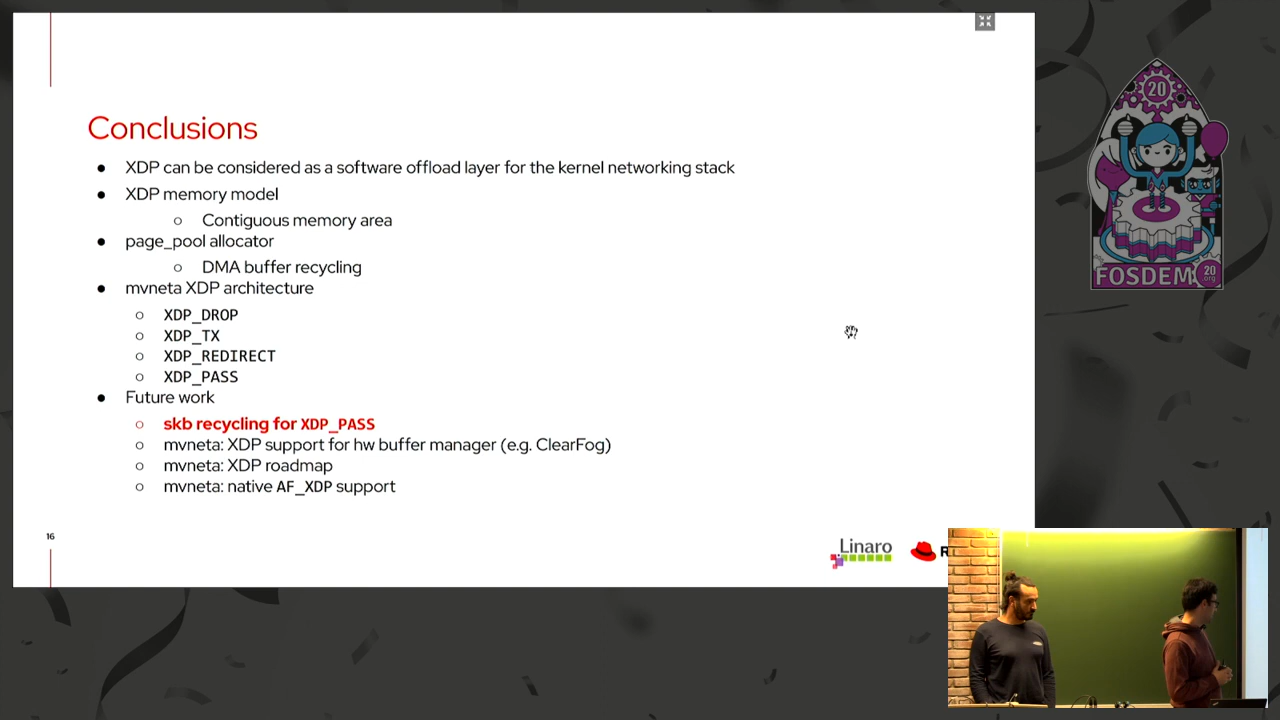 Conclusions
● XDP can be considered as a software offload layer for the kernel networking stack
● XDP memory model
○ Contiguous memory area
● page_pool allocator
○ DMA buffer recycling
● mvneta XDP architecture
○ XDP_DROP
○ XDP_TX
○ XDP_REDIRECT
○ XDP_PASS
● Future work
○ skb recycling for XDP_PASS
○ mvneta: XDP support for hw buffer manager (e.g. ClearFog)
○ mvneta: XDP roadmap
○ mvneta: native AF_XDP support
16
Linaro
R
20
FOSDEM
20
.org